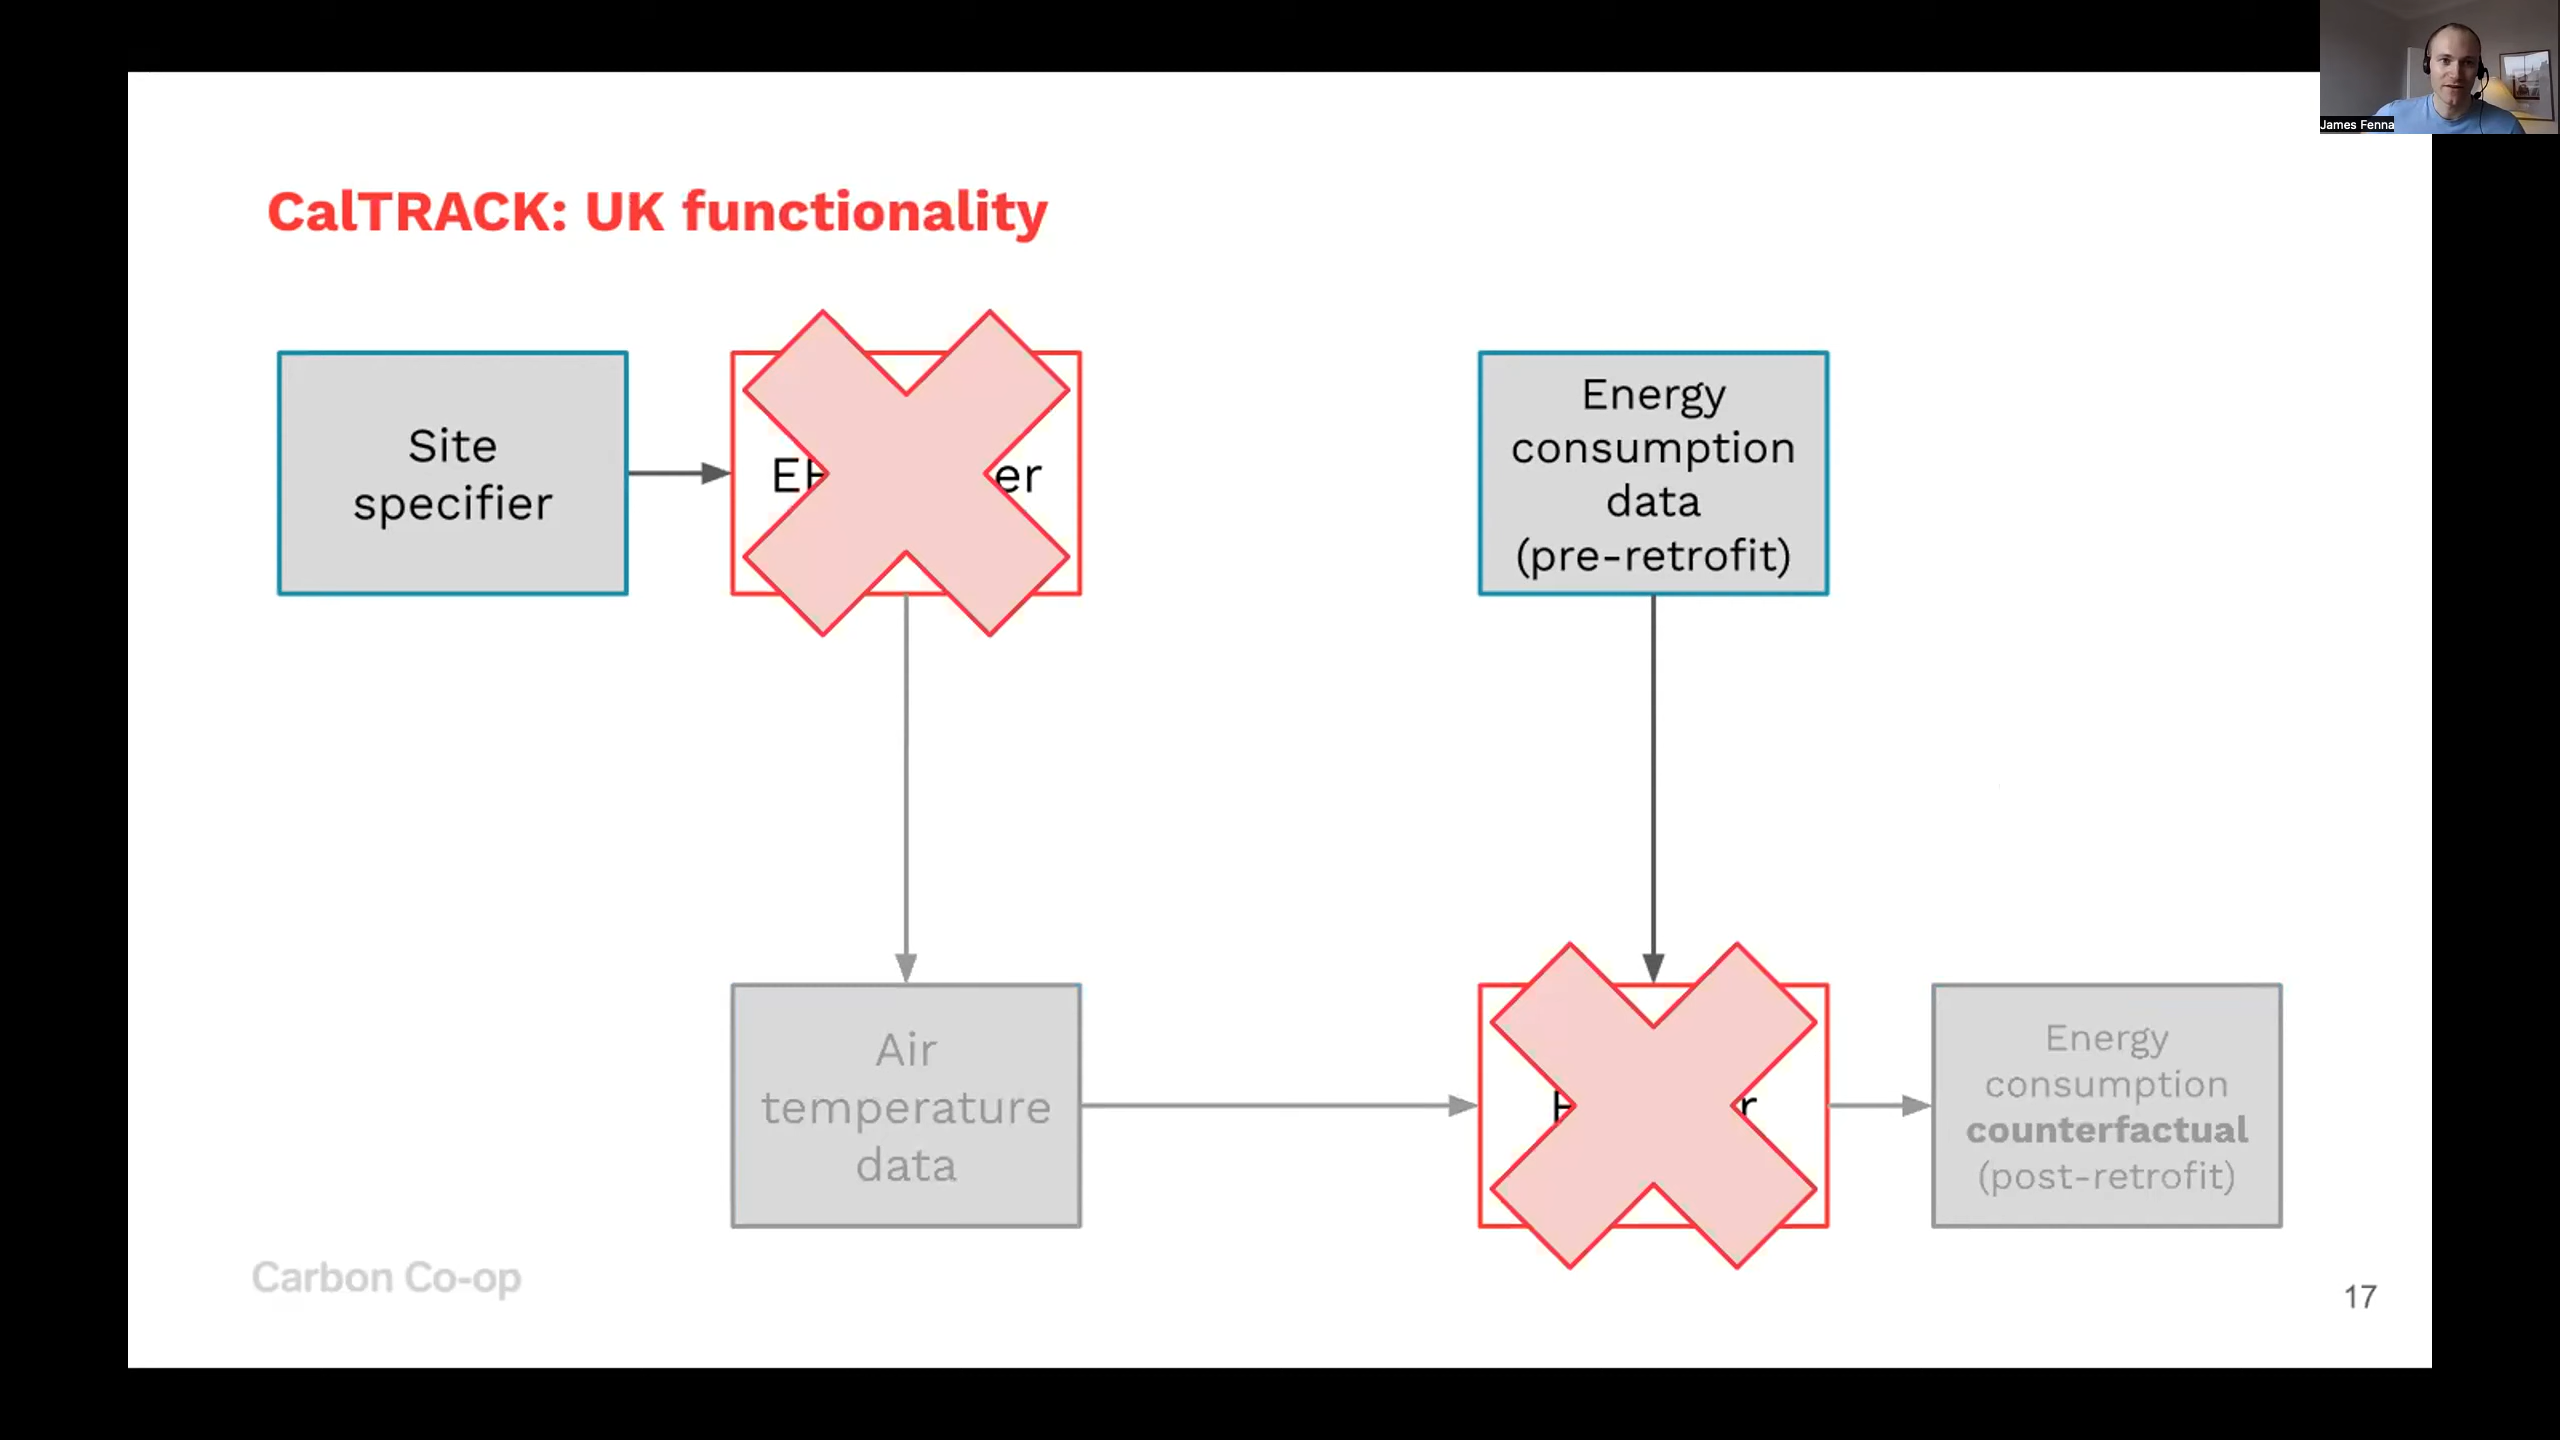 James Fenna
CalTRACK: UK functionality
Site
specifier
er
Energy
consumption
data
(pre-retrofit)
Air
temperature
data
r
Energy
consumption
counterfactual
(post-retrofit)
Carbon Co-op
17